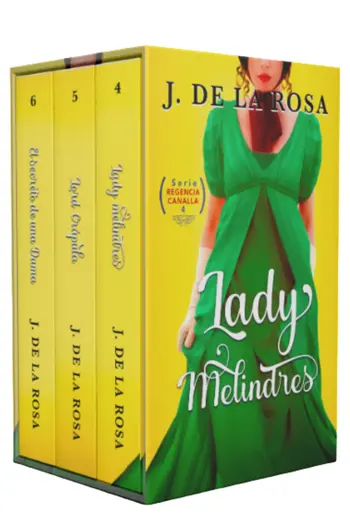 6
El secreto de una Dama
J. DE LA ROSA
5
Lord Crápula
J. DE LA ROSA
4
Lady Melindres
J. DE LA ROSA
J. DE LA ROSA
Serie
REGENCIA
CANALLA
4
Lady
Melindres